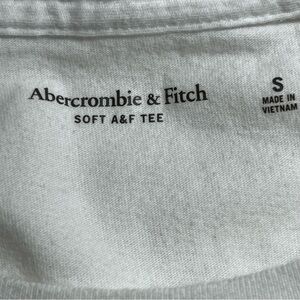 Abercrombie & Fitch
SOFT A&F TEE
S
MADE IN
VIETNAM